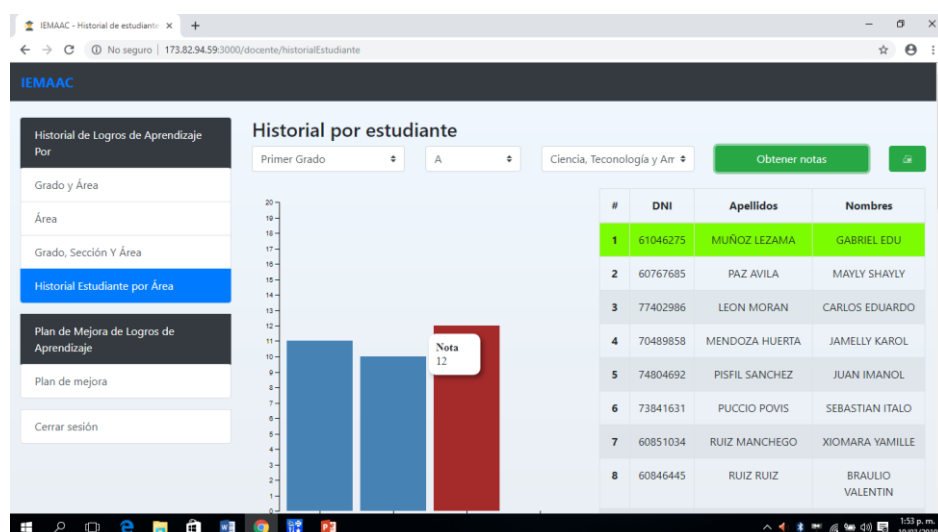 IEMAAC - Historial de estudiante
No seguro | 173.82.94.59:3000/docente/historialEstudiante
IEMAAC
Historial de Logros de Aprendizaje
Por
Grado y Área
Área
Grado, Sección Y Área
Historial Estudiante por Área
Plan de Mejora de Logros de
Aprendizaje
Plan de mejora
Cerrar sesión
Historial por estudiante
Primer Grado
A
Ciencia, Teconología y Am
Obtener notas
20
19
18
17
16
15
14
13
12
11
10
9
8
7
6
5
4
3
2
1
Nota
12
# DNI Apellidos Nombres
1 61046275 MUÑOZ LEZAMA GABRIEL EDU
2 60767685 PAZ AVILA MAYLY SHAYLY
3 77402986 LEON MORAN CARLOS EDUARDO
4 70489858 MENDOZA HUERTA JAMELLY KAROL
5 74804692 PISFIL SANCHEZ JUAN IMANOL
6 73841631 PUCCIO POVIS SEBASTIAN ITALO
7 60851034 RUIZ MANCHEGO XIOMARA YAMILLE
8 60846445 RUIZ RUIZ BRAULIO
VALENTIN
1:53 p. m.